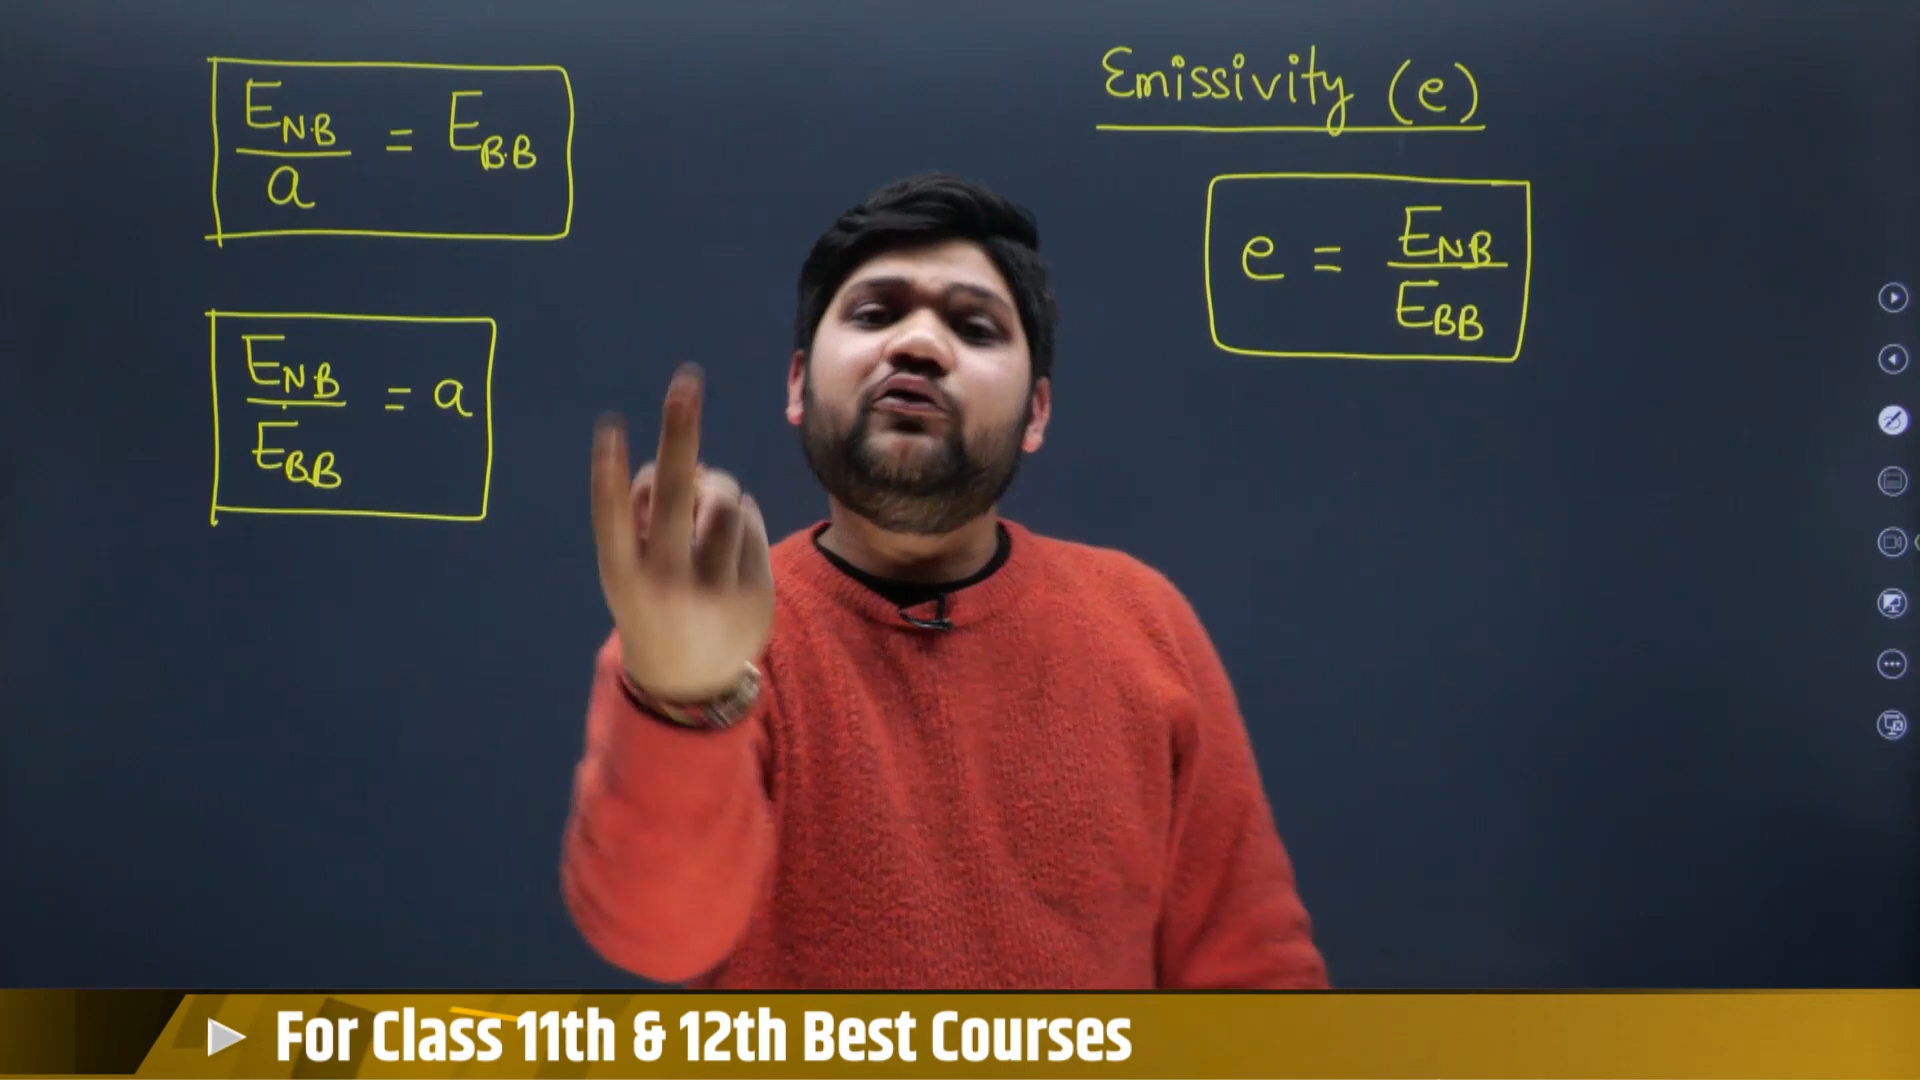 E_N.B / a = E_B.B
E_NB / E_BB = a
Emissivity (e)
e = E_NB / E_BB
For Class 11th & 12th Best Courses